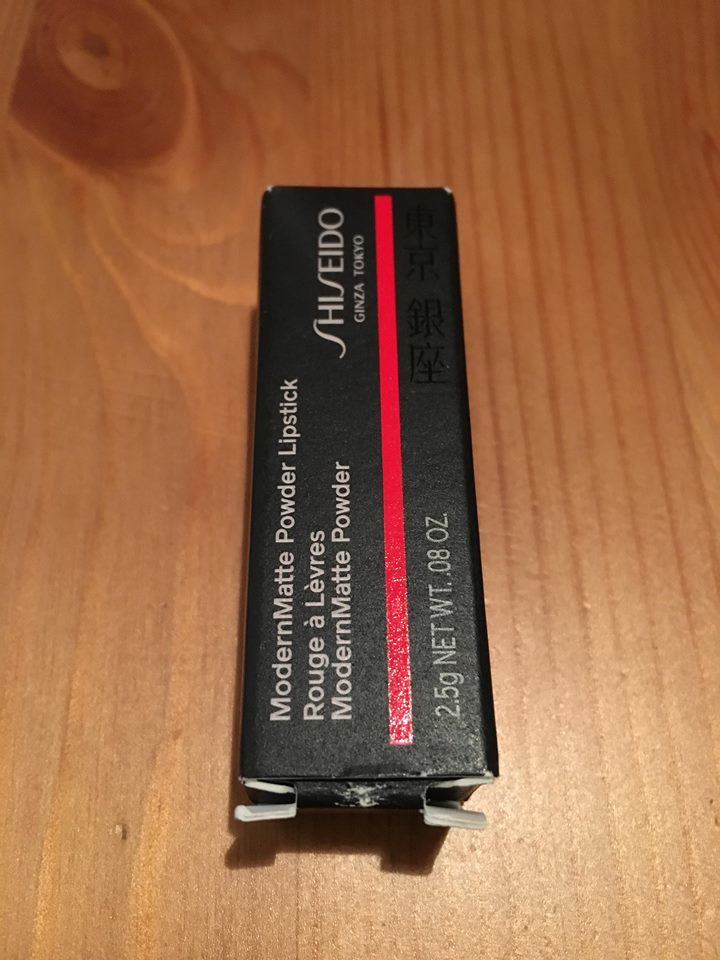 SHISEIDO
GINZA TOKYO
ModernMatte Powder Lipstick
Rouge à Lèvres
ModernMatte Powder
東京 銀座
2.5g NET WT. .08 OZ.